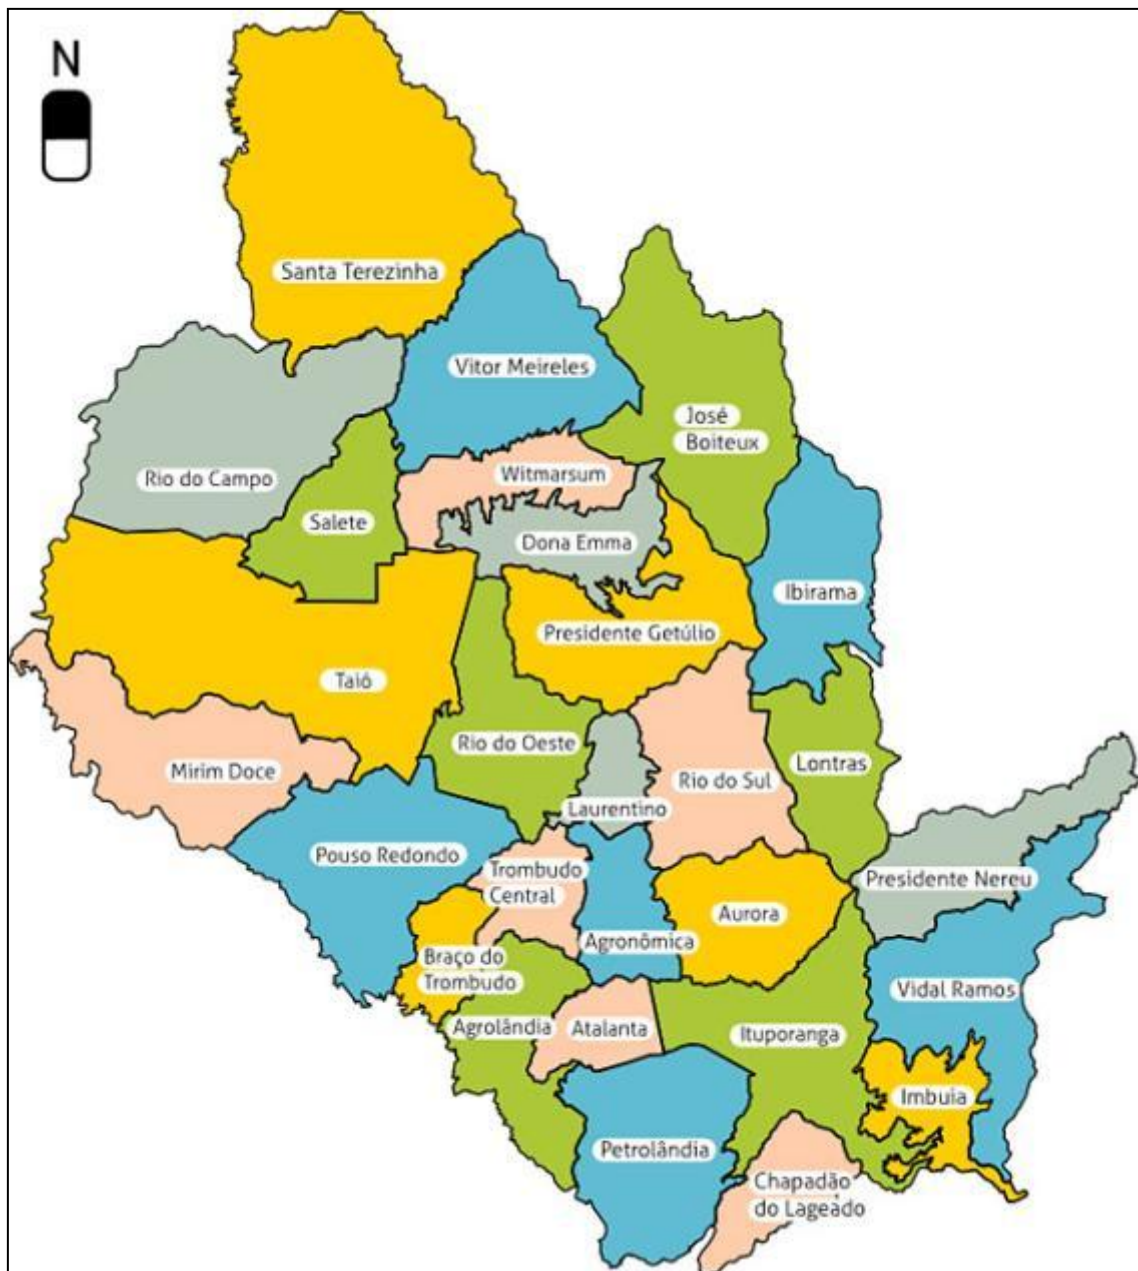 N
Santa Terezinha
Vitor Meireles
José
Boiteux
Rio do Campo
Witmarsum
Salete
Dona Emma
Ibirama
Presidente Getúlio
Taió
Rio do Oeste
Lontras
Mirim Doce
Rio do Sul
Laurentino
Pouso Redondo
Trombudo
Central
Presidente Nereu
Aurora
Agronômica
Braço do
Trombudo
Vidal Ramos
Agrolândia
Atalanta
Ituporanga
Imbuia
Petrolândia
Chapadão
do Lageado